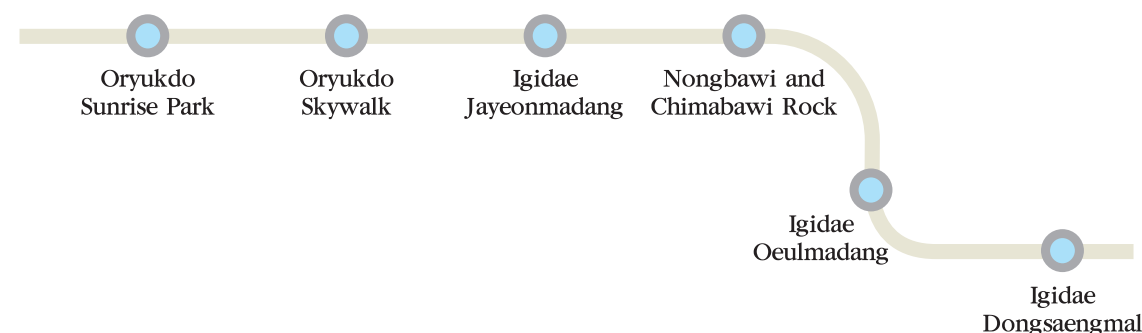 Oryukdo
Sunrise Park
Oryukdo
Skywalk
Igidae
Jayeonmadang
Nongbawi and
Chimabawi Rock
Igidae
Oeulmadang
Igidae
Dongsaengmal